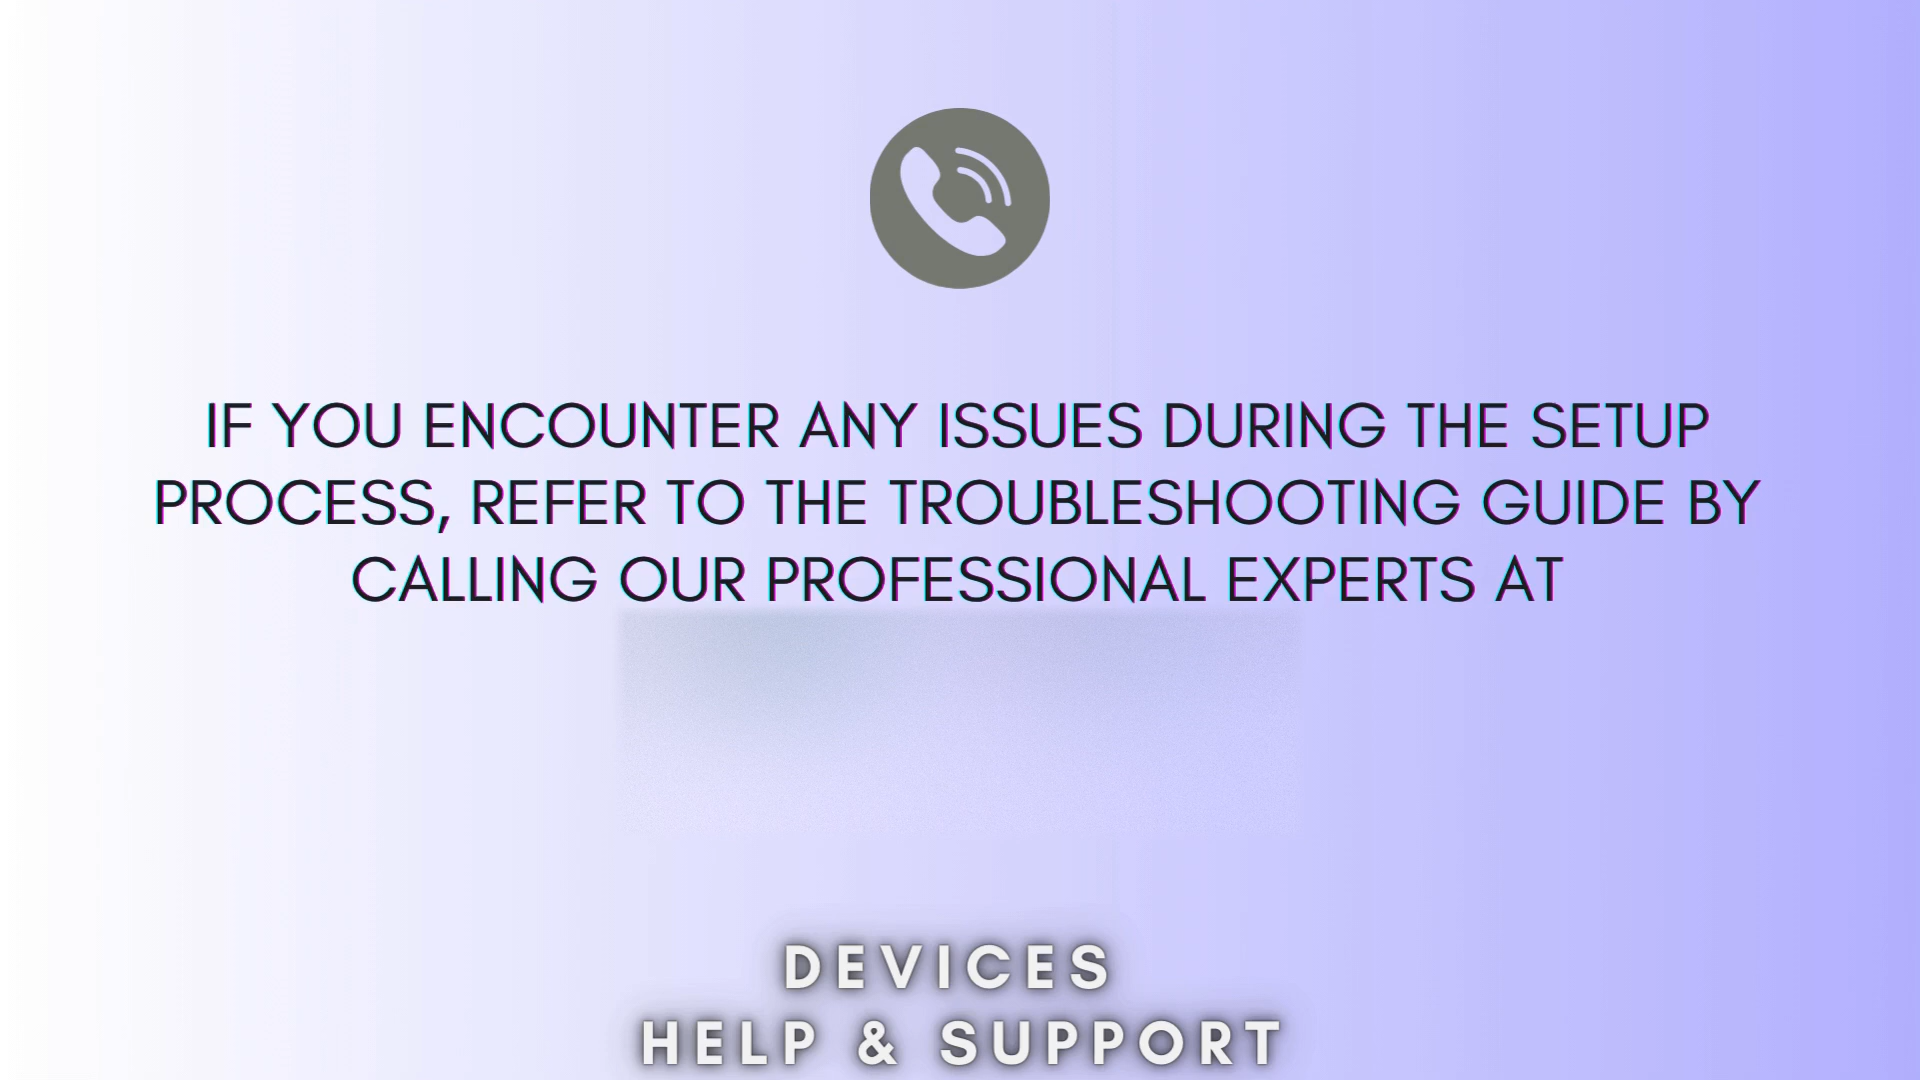 IF YOU ENCOUNTER ANY ISSUES DURING THE SETUP
PROCESS, REFER TO THE TROUBLESHOOTING GUIDE BY
CALLING OUR PROFESSIONAL EXPERTS AT
DEVICES
HELP & SUPPORT